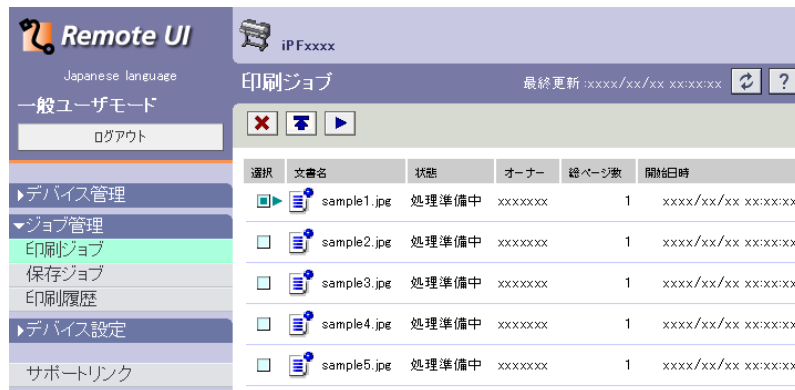 Remote UI
Japanese language
一般ユーザモード
ログアウト
▶デバイス管理
▼ジョブ管理
印刷ジョブ
保存ジョブ
印刷履歴
▶デバイス設定
サポートリンク
iPFxxxx
印刷ジョブ 最終更新:xxxx/xx/xx xx:xx:xx ?
選択 文書名 状態 オーナー 総ページ数 開始日時
sample1.jpg 処理準備中 xxxxxxx 1 xxxx/xx/xx xx:xx:xx
sample2.jpg 処理準備中 xxxxxxx 1 xxxx/xx/xx xx:xx:xx
sample3.jpg 処理準備中 xxxxxxx 1 xxxx/xx/xx xx:xx:xx
sample4.jpg 処理準備中 xxxxxxx 1 xxxx/xx/xx xx:xx:xx
sample5.jpg 処理準備中 xxxxxxx 1 xxxx/xx/xx xx:xx:xx